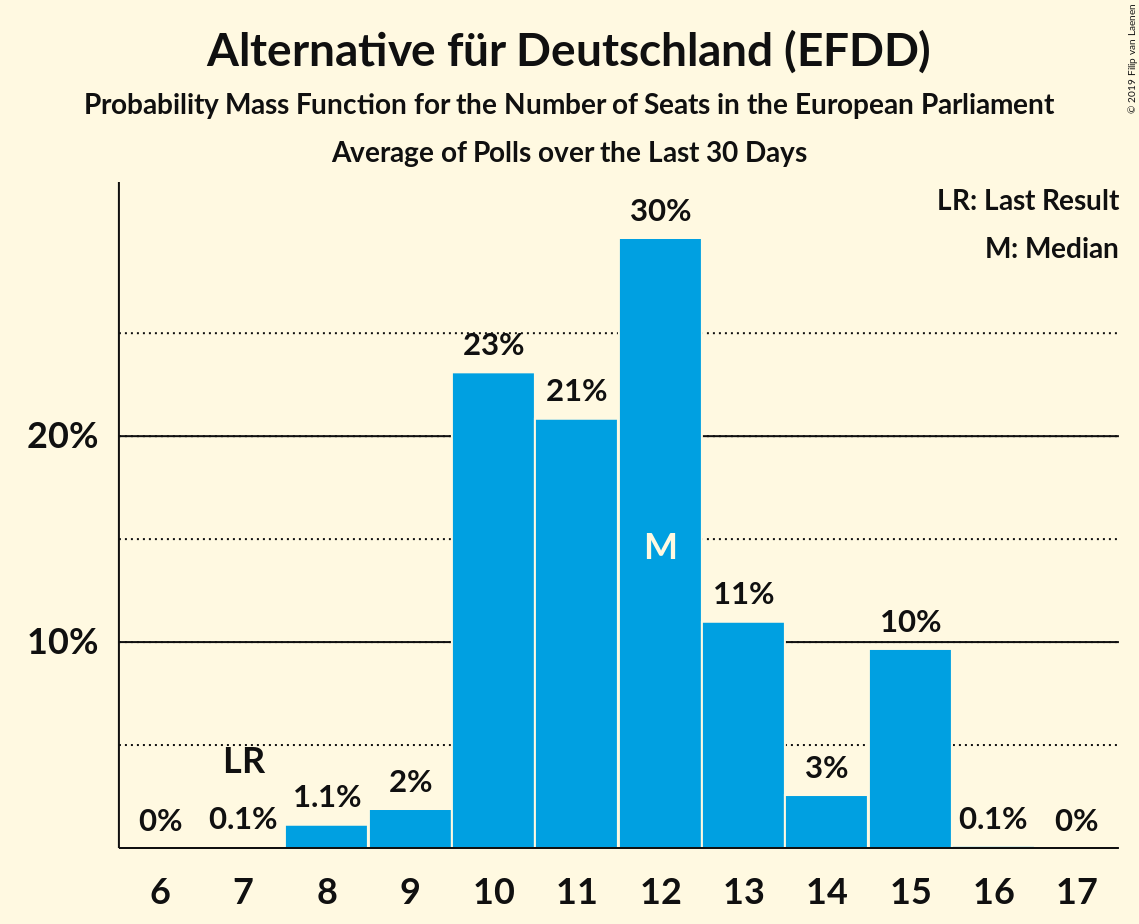 Alternative für Deutschland (EFDD)
Probability Mass Function for the Number of Seats in the European Parliament
Average of Polls over the Last 30 Days
© 2019 Filip van Laenen
LR: Last Result
M: Median
30%
23%
21%
20%
M
11%
10%
10%
LR
3%
2%
1.1%
0%
0.1%
0.1%
0%
6 7 8 9 10 11 12 13 14 15 16 17